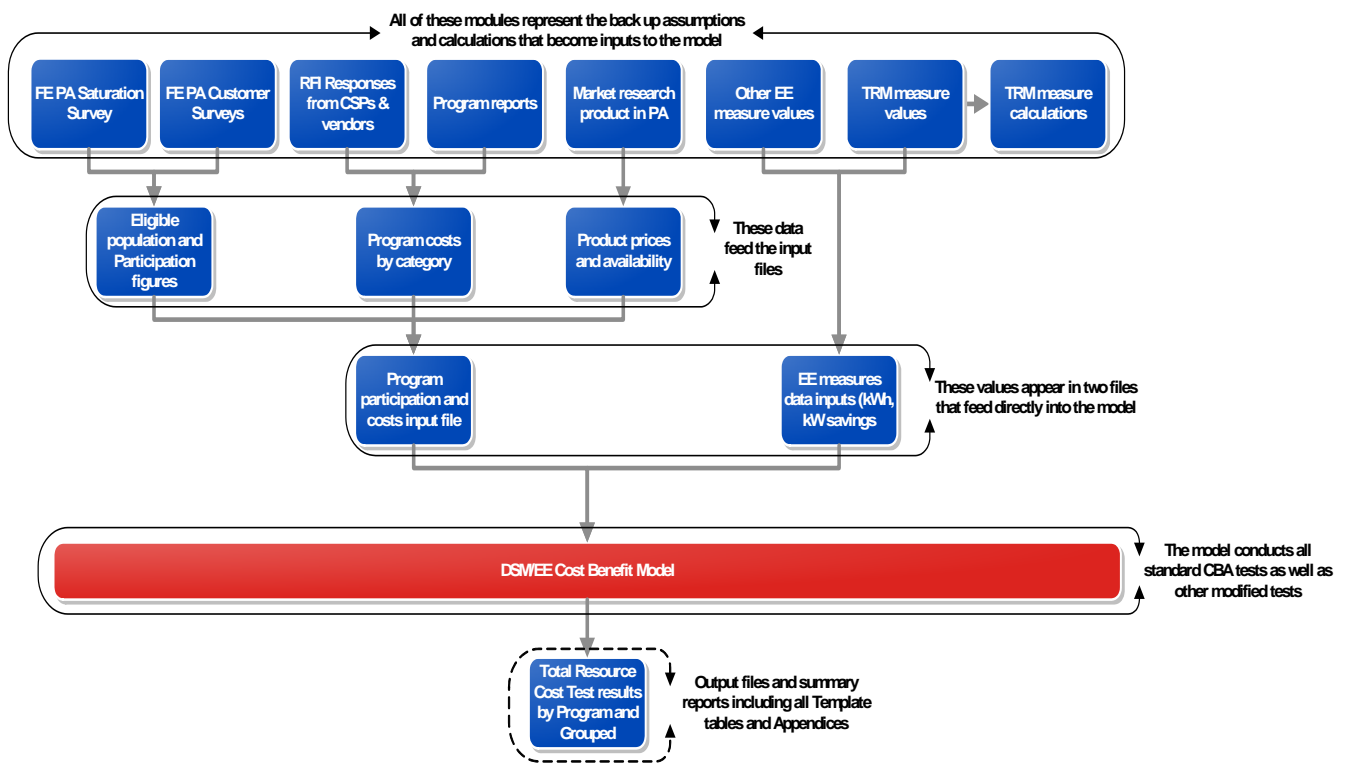 All of these modules represent the back up assumptions
and calculations that become inputs to the model
FE PA Saturation
Survey
FE PA Customer
Surveys
RFI Responses
from CSPs &
vendors
Program reports
Market research
product in PA
Other EE
measure values
TRM measure
values
TRM measure
calculations
Eligible
population and
Participation
figures
Program costs
by category
Product prices
and availability
These data
feed the input
files
Program
participation and
costs input file
EE measures
data inputs (kWh,
kW savings
These values appear in two files
that feed directly into the model
DSM/EE Cost Benefit Model
The model conducts all
standard CBA tests as well as
other modified tests
Total Resource
Cost Test results
by Program and
Grouped
Output files and summary
reports including all Template
tables and Appendices